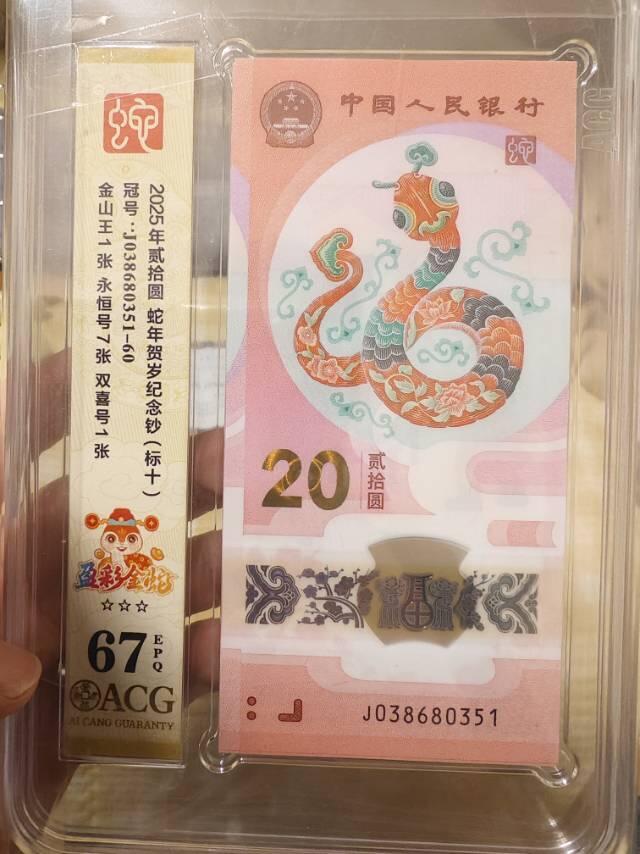 蛇
2025年贰拾圆 蛇年贺岁纪念钞（标十）
冠号：J038680351-60
金山王1张 永恒号7张 双喜号1张
盈彩金蛇
☆☆☆
67 EPQ
ACG
AI CANG GUARANTY
中国人民银行
蛇
20 贰拾圆
J038680351
ACG